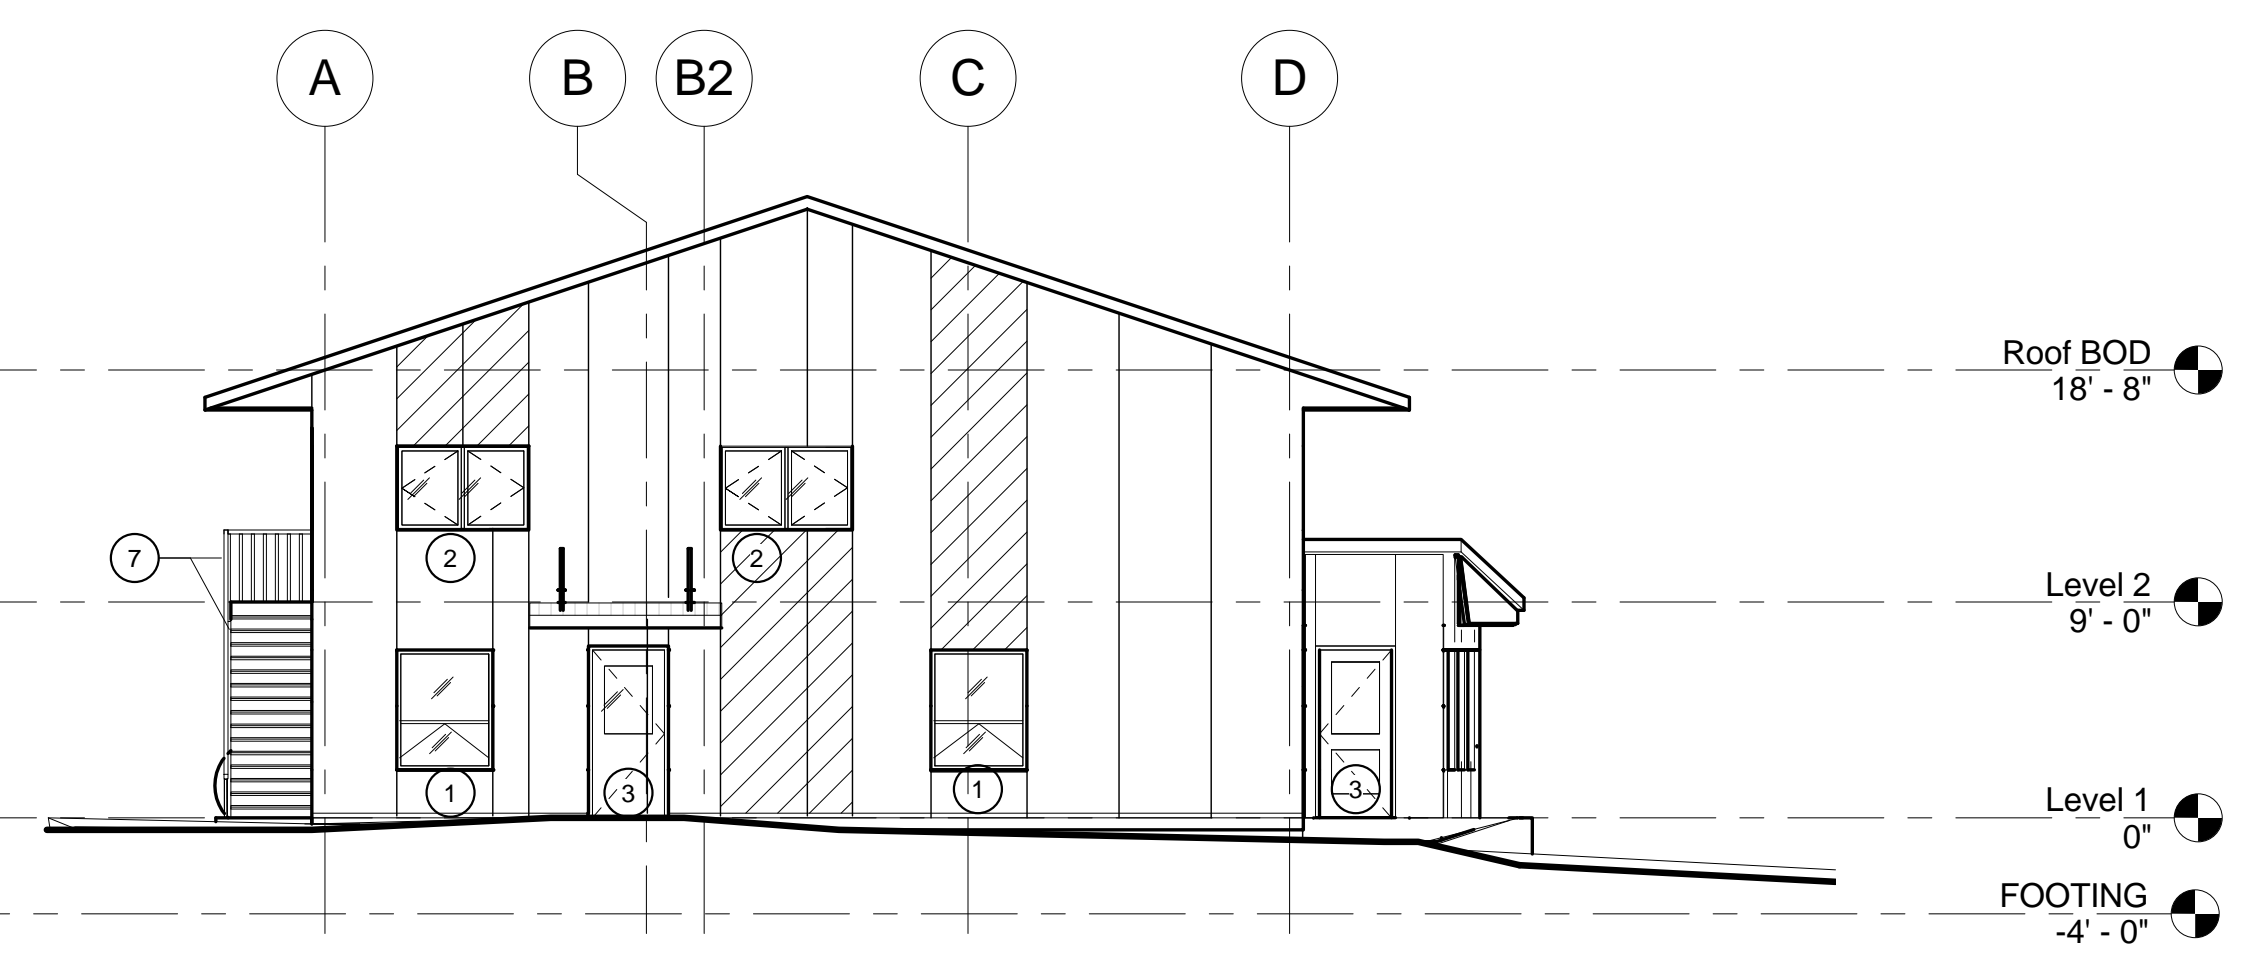 A B B2 C D
Roof BOD
18' - 8"
7 2 2
Level 2
9' - 0"
1 3 1 3
Level 1
0"
FOOTING
-4' - 0"